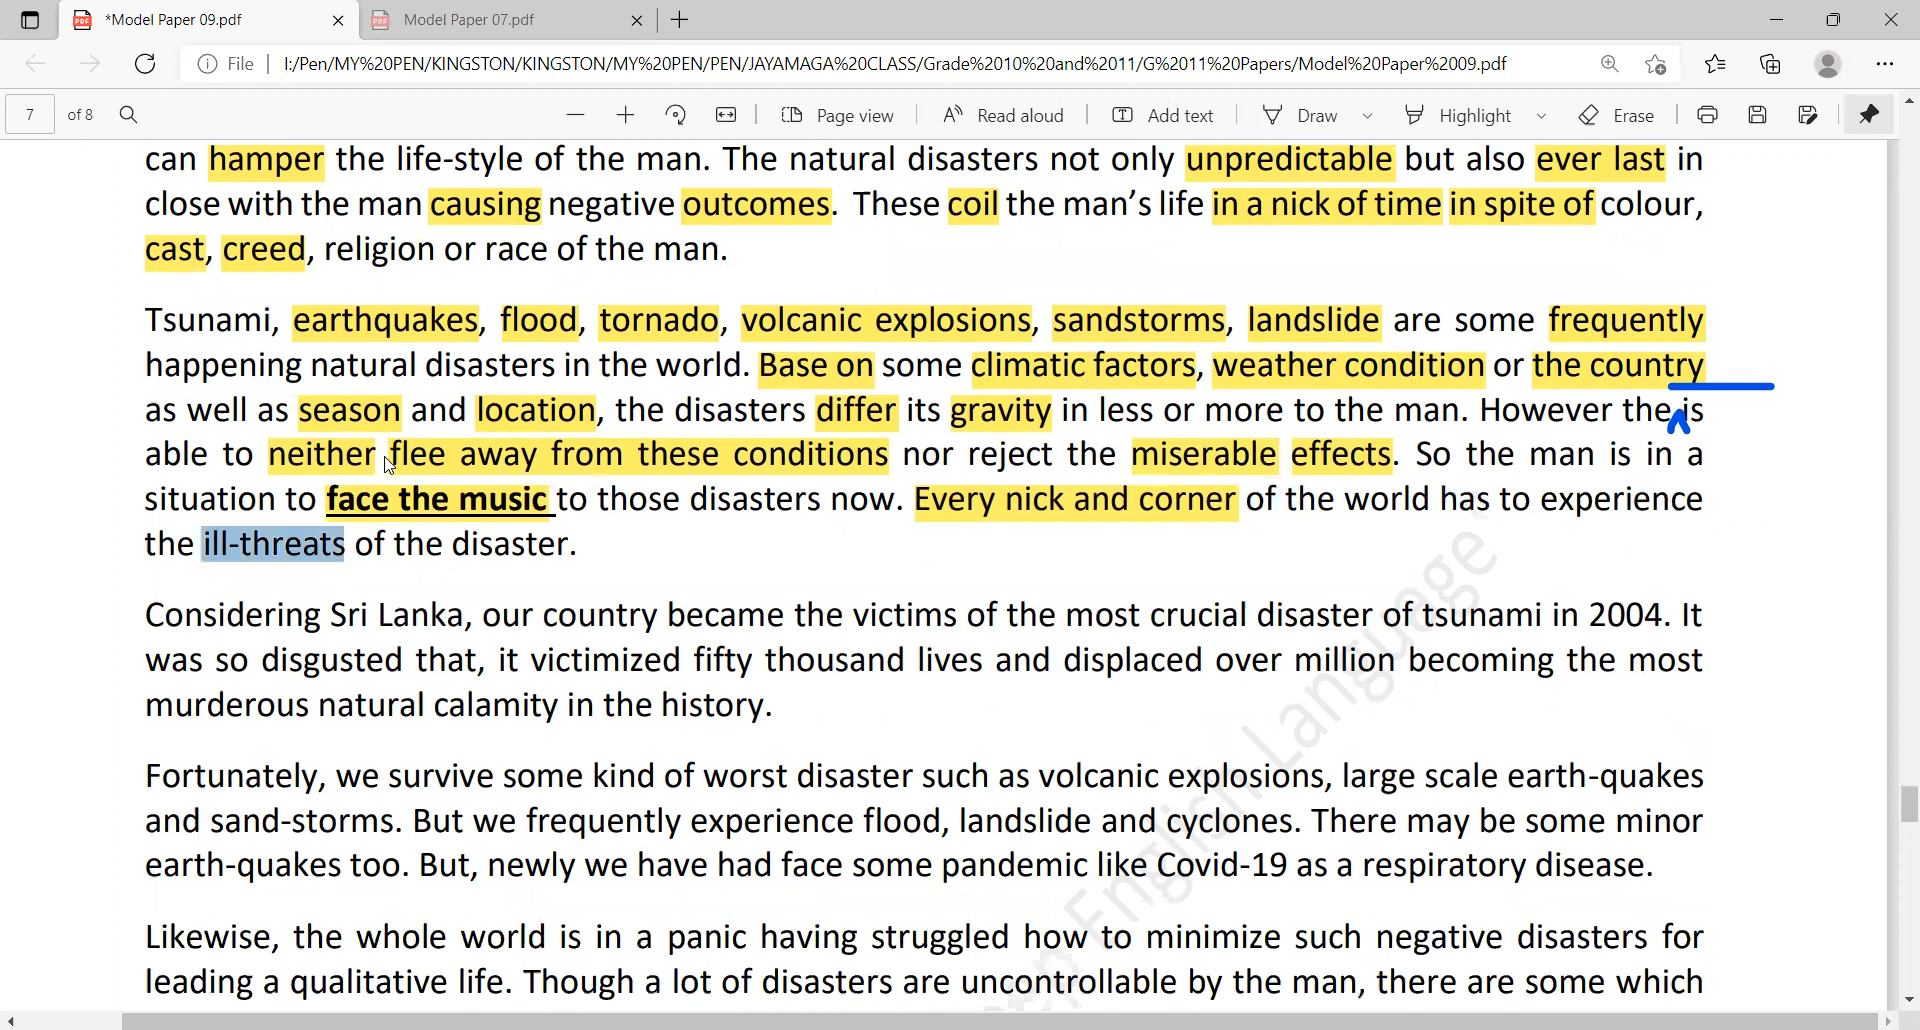 *Model Paper 09.pdf
Model Paper 07.pdf
File
I:/Pen/MY%20PEN/KINGSTON/KINGSTON/MY%20PEN/PEN/JAYAMAGA%20CLASS/Grade%2010%20and%2011/G%2011%20Papers/Model%20Paper%2009.pdf
7 of 8
Page view
Read aloud
Add text
Draw
Highlight
Erase
can hamper the life-style of the man. The natural disasters not only unpredictable but also ever last in
close with the man causing negative outcomes. These coil the man's life in a nick of time in spite of colour,
cast, creed, religion or race of the man.
Tsunami, earthquakes, flood, tornado, volcanic explosions, sandstorms, landslide are some frequently
happening natural disasters in the world. Base on some climatic factors, weather condition or the country
as well as season and location, the disasters differ its gravity in less or more to the man. However the is
able to neither flee away from these conditions nor reject the miserable effects. So the man is in a
situation to face the music to those disasters now. Every nick and corner of the world has to experience
the ill-threats of the disaster.
Considering Sri Lanka, our country became the victims of the most crucial disaster of tsunami in 2004. It
was so disgusted that, it victimized fifty thousand lives and displaced over million becoming the most
murderous natural calamity in the history.
Fortunately, we survive some kind of worst disaster such as volcanic explosions, large scale earth-quakes
and sand-storms. But we frequently experience flood, landslide and cyclones. There may be some minor
earth-quakes too. But, newly we have had face some pandemic like Covid-19 as a respiratory disease.
Likewise, the whole world is in a panic having struggled how to minimize such negative disasters for
leading a qualitative life. Though a lot of disasters are uncontrollable by the man, there are some which
English Language